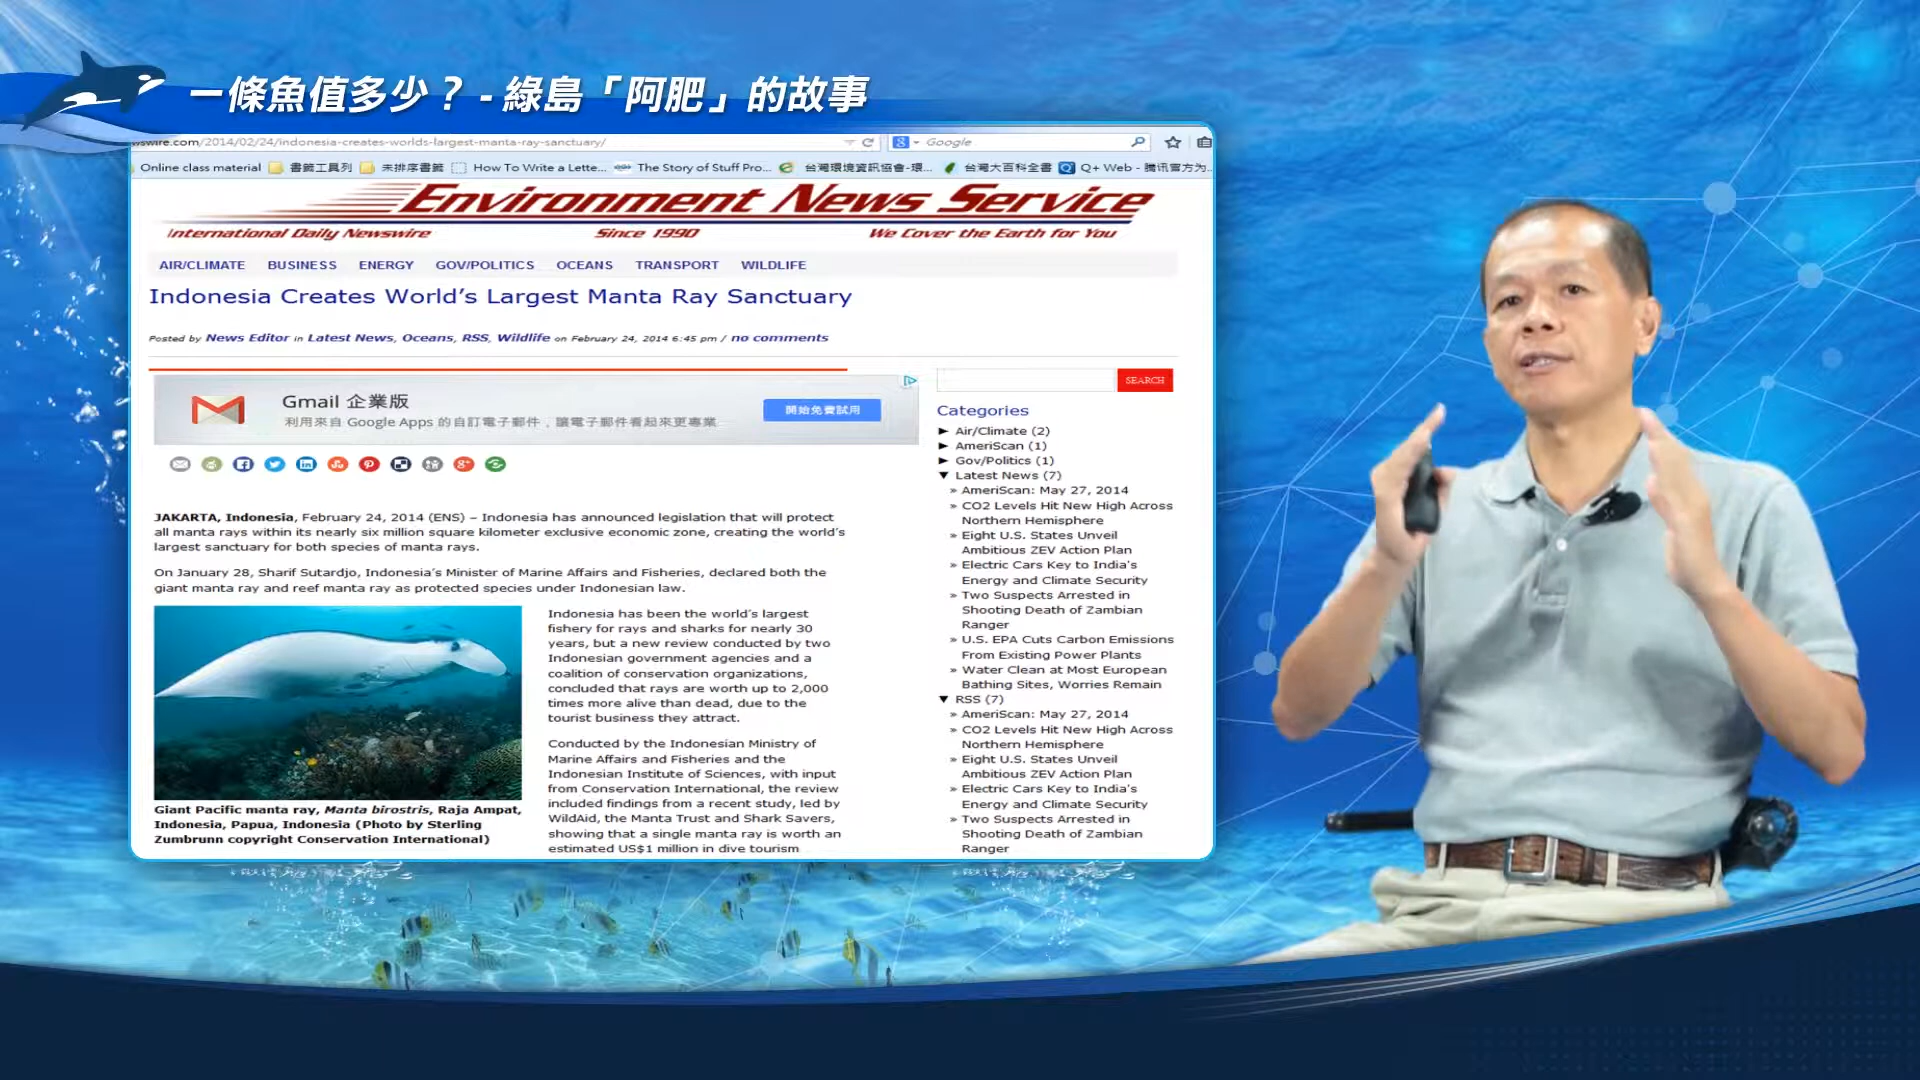 一條魚值多少？- 綠島「阿肥」的故事
wswire.com/2014/02/24/indonesia-creates-worlds-largest-manta-ray-sanctuary/
Google
Online class material 書籤工具列 未排序書籤 How To Write a Lette... The Story of Stuff Pro... 台灣環境資訊協會-環... 台灣大百科全書 Q+ Web - 腾讯官方为...
Environment News Service
International Daily Newswire Since 1990 We Cover the Earth for You
AIR/CLIMATE BUSINESS ENERGY GOV/POLITICS OCEANS TRANSPORT WILDLIFE
Indonesia Creates World's Largest Manta Ray Sanctuary
Posted by News Editor in Latest News, Oceans, RSS, Wildlife on February 24, 2014 6:45 pm / no comments
Gmail 企業版
利用來自 Google Apps 的自訂電子郵件，讓電子郵件看起來更專業
開始免費試用
JAKARTA, Indonesia, February 24, 2014 (ENS) – Indonesia has announced legislation that will protect
all manta rays within its nearly six million square kilometer exclusive economic zone, creating the world's
largest sanctuary for both species of manta rays.
On January 28, Sharif Sutardjo, Indonesia's Minister of Marine Affairs and Fisheries, declared both the
giant manta ray and reef manta ray as protected species under Indonesian law.
Indonesia has been the world's largest
fishery for rays and sharks for nearly 30
years, but a new review conducted by two
Indonesian government agencies and a
coalition of conservation organizations,
concluded that rays are worth up to 2,000
times more alive than dead, due to the
tourist business they attract.
Conducted by the Indonesian Ministry of
Marine Affairs and Fisheries and the
Indonesian Institute of Sciences, with input
from Conservation International, the review
included findings from a recent study, led by
WildAid, the Manta Trust and Shark Savers,
showing that a single manta ray is worth an
estimated US$1 million in dive tourism
Giant Pacific manta ray, Manta birostris, Raja Ampat,
Indonesia, Papua, Indonesia (Photo by Sterling
Zumbrunn copyright Conservation International)
SEARCH
Categories
► Air/Climate (2)
► AmeriScan (1)
► Gov/Politics (1)
▼ Latest News (7)
» AmeriScan: May 27, 2014
» CO2 Levels Hit New High Across
Northern Hemisphere
» Eight U.S. States Unveil
Ambitious ZEV Action Plan
» Electric Cars Key to India's
Energy and Climate Security
» Two Suspects Arrested in
Shooting Death of Zambian
Ranger
» U.S. EPA Cuts Carbon Emissions
From Existing Power Plants
» Water Clean at Most European
Bathing Sites, Worries Remain
▼ RSS (7)
» AmeriScan: May 27, 2014
» CO2 Levels Hit New High Across
Northern Hemisphere
» Eight U.S. States Unveil
Ambitious ZEV Action Plan
» Electric Cars Key to India's
Energy and Climate Security
» Two Suspects Arrested in
Shooting Death of Zambian
Ranger